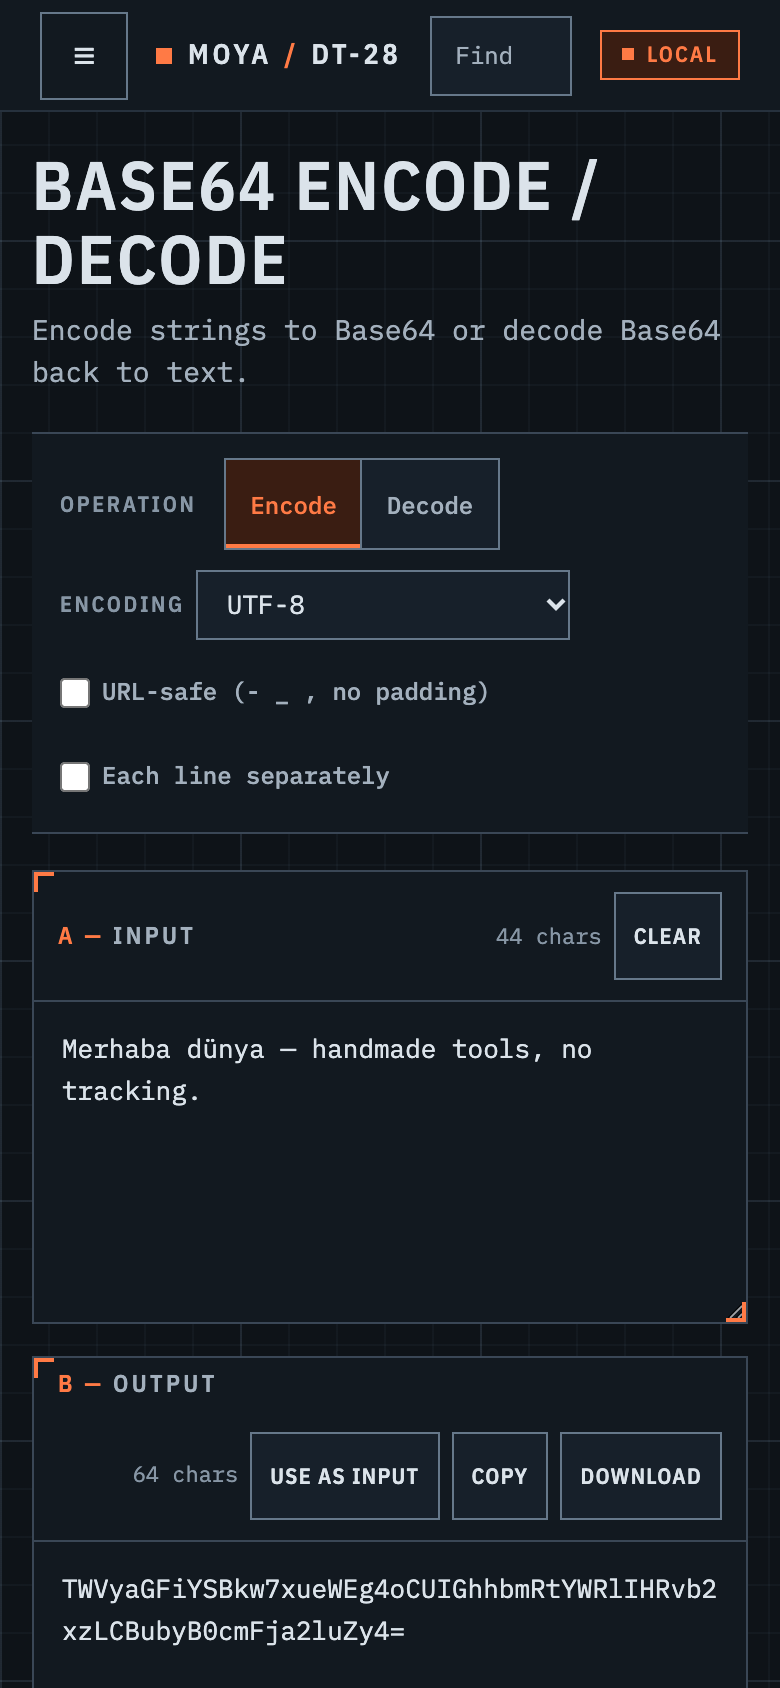 ≡ MOYA / DT-28 Find LOCAL
BASE64 ENCODE /
DECODE
Encode strings to Base64 or decode Base64
back to text.
OPERATION Encode Decode
ENCODING UTF-8
URL-safe (- _ , no padding)
Each line separately
A — INPUT 44 chars CLEAR
Merhaba dünya — handmade tools, no
tracking.
B — OUTPUT
64 chars USE AS INPUT COPY DOWNLOAD
TWVyaGFiYSBkw7xueWEg4oCUIGhhbmRtYWRlIHRvb2
xzLCBubyB0cmFja2luZy4=